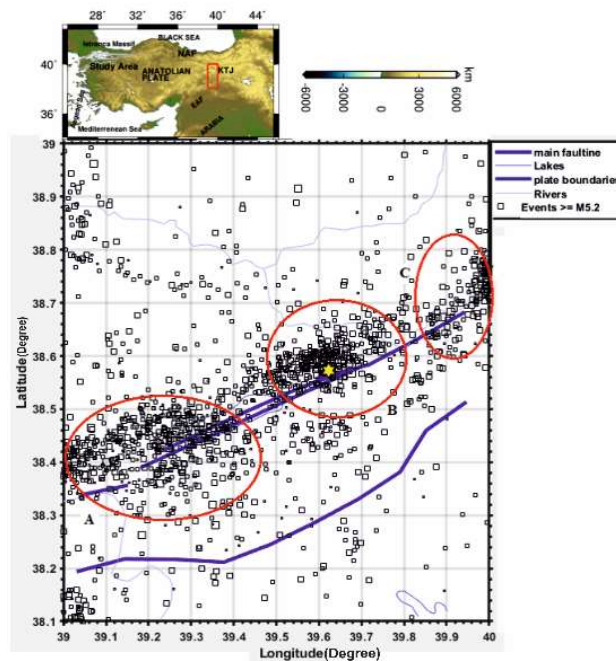 28° 32° 36° 40° 44°
BLACK SEA
Istranca Massif
NAF
40°
Study Area
KTJ
ANATOLIAN
PLATE
36°
EAF
Mediterranean Sea
ARABIA
km
-6000 -3000 0 3000 6000
main faultine
Lakes
plate boundaries
Rivers
Events >= M5.2
39
38.9
38.8
38.7
38.6
38.5
38.4
38.3
38.2
38.1
Latitude(Degree)
C
B
A
39 39.1 39.2 39.3 39.4 39.5 39.6 39.7 39.8 39.9 40
Longitude(Degree)